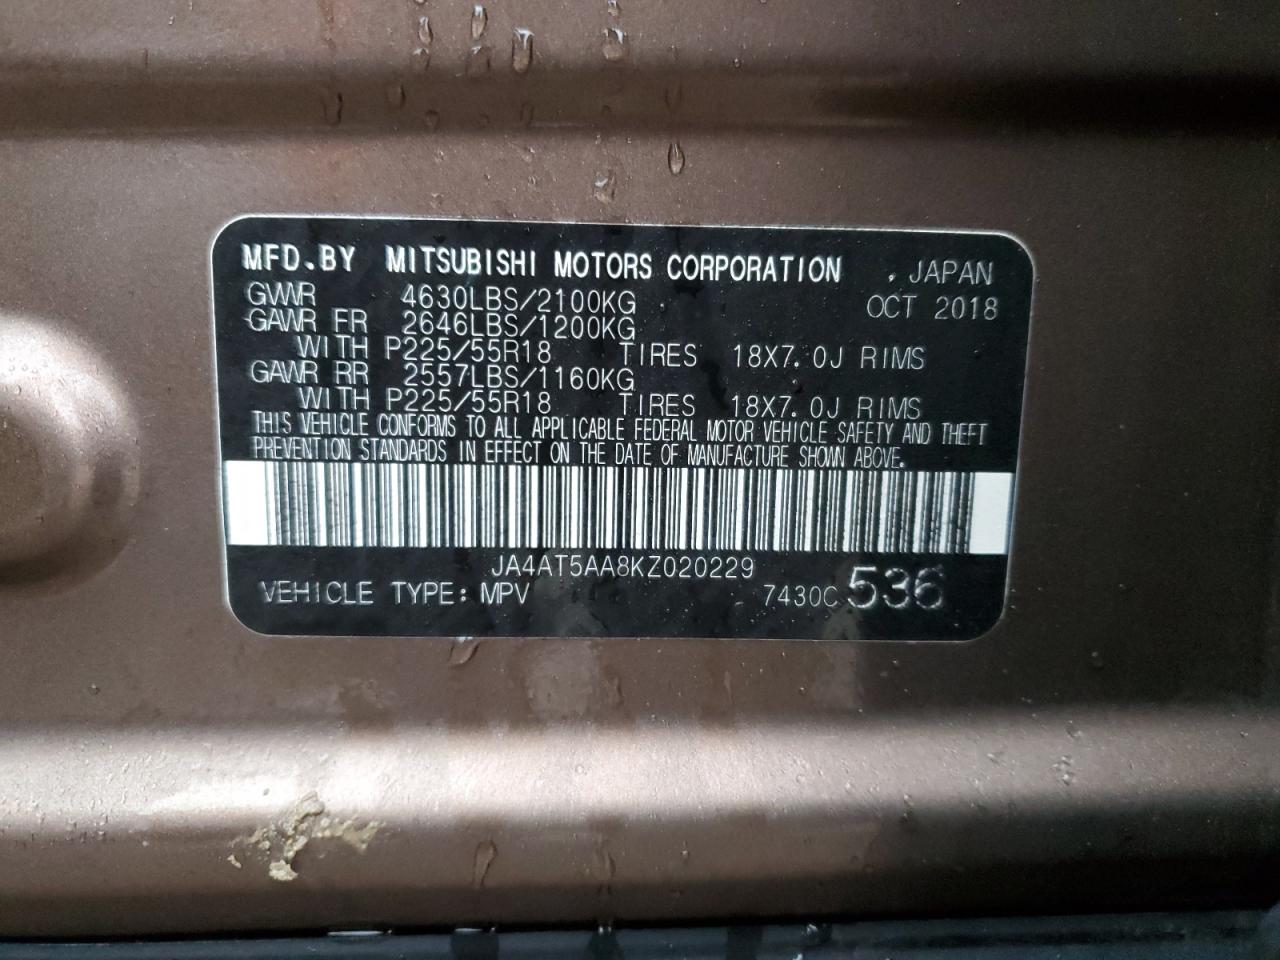 MFD.BY MITSUBISHI MOTORS CORPORATION , JAPAN
GVWR 4630LBS/2100KG OCT 2018
GAWR FR 2646LBS/1200KG
WITH P225/55R18 TIRES 18X7.0J RIMS
GAWR RR 2557LBS/1160KG
WITH P225/55R18 TIRES 18X7.0J RIMS
THIS VEHICLE CONFORMS TO ALL APPLICABLE FEDERAL MOTOR VEHICLE SAFETY AND THEFT
PREVENTION STANDARDS IN EFFECT ON THE DATE OF MANUFACTURE SHOWN ABOVE.
JA4AT5AA8KZ020229
VEHICLE TYPE: MPV 7430C 536